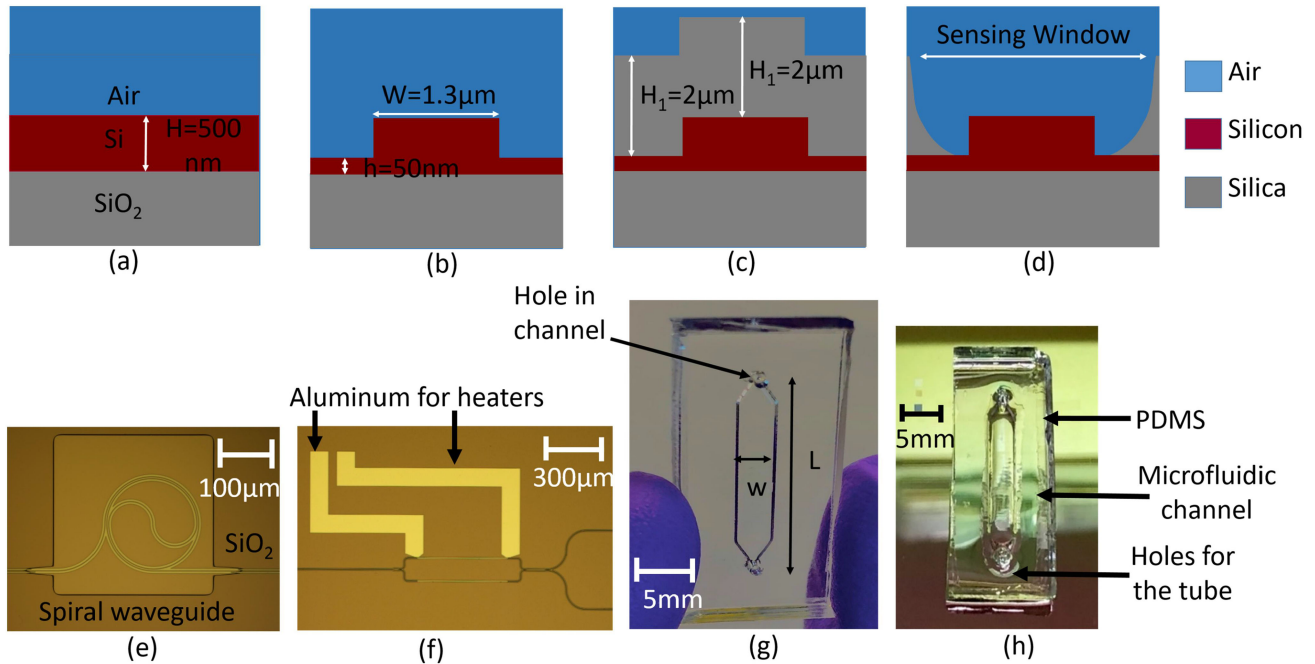 Air
Si
H=500
nm
SiO₂
(a)
W=1.3μm
h=50nm
(b)
H₁=2μm
H₁=2μm
(c)
Sensing Window
(d)
Air
Silicon
Silica
100μm
SiO₂
Spiral waveguide
(e)
Aluminum for heaters
300μm
(f)
Hole in
channel
L
w
5mm
(g)
5mm
PDMS
Microfluidic
channel
Holes for
the tube
(h)